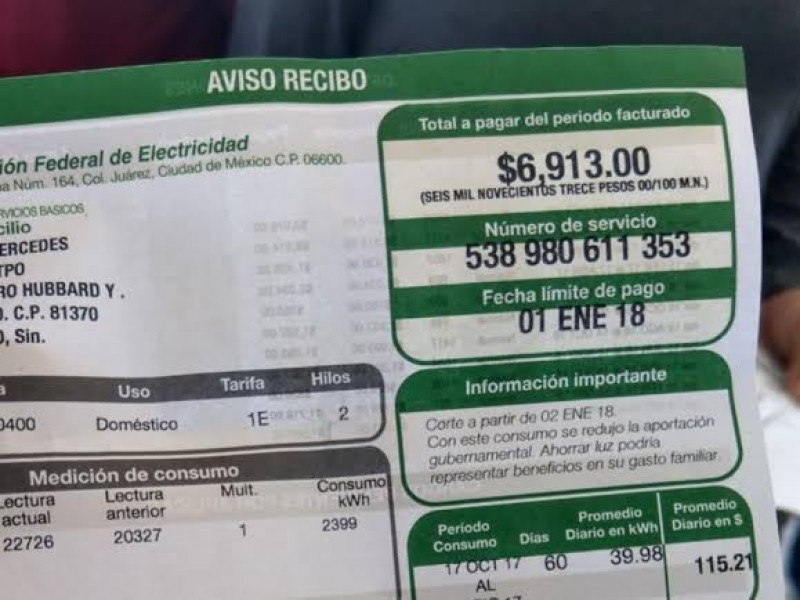 AVISO RECIBO
ión Federal de Electricidad
a Núm. 164, Col. Juárez, Ciudad de México C.P. 06600.
RVICIOS BASICOS
cilio
ERCEDES
TPO
RO HUBBARD Y .
. C.P. 81370
, Sin.
Total a pagar del periodo facturado
$6,913.00
(SEIS MIL NOVECIENTOS TRECE PESOS 00/100 M.N.)
Número de servicio
538 980 611 353
Fecha límite de pago
01 ENE 18
Información importante
Corte a partir de 02 ENE 18.
Con este consumo se redujo la aportación
gubernamental. Ahorrar luz podría
representar beneficios en su gasto familiar.
a Uso Tarifa Hilos
0400 Doméstico 1E 2
Medición de consumo
Lectura actual Lectura anterior Mult. Consumo kWh
22726 20327 1 2399
Periodo Consumo Días Promedio Diario en kWh Promedio Diario en $
17 OCT 17 60 39.98 115.21
AL